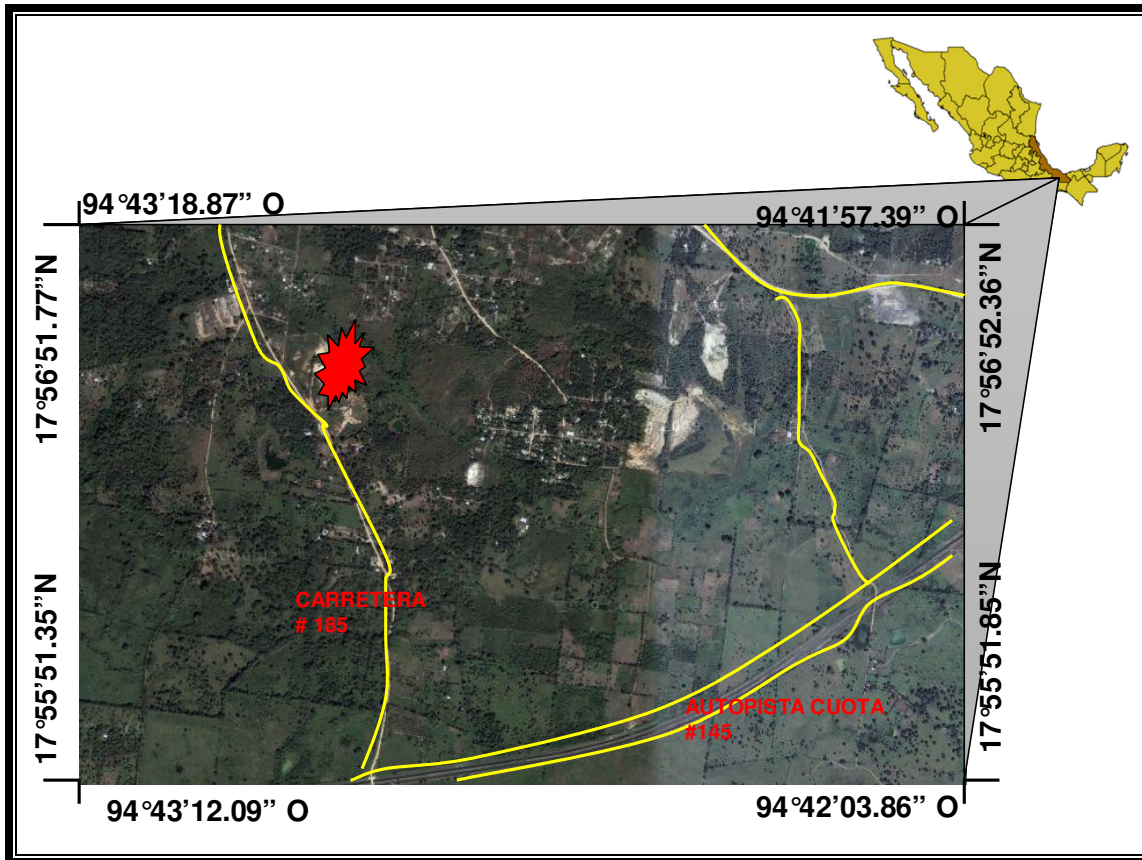 94°43'18.87” O
94°41'57.39” O
17°56'51.77”N
17°56'52.36”N
CARRETERA
# 185
17°55'51.35”N
17°55'51.85”N
AUTOPISTA CUOTA
#145
94°43'12.09” O
94°42'03.86” O